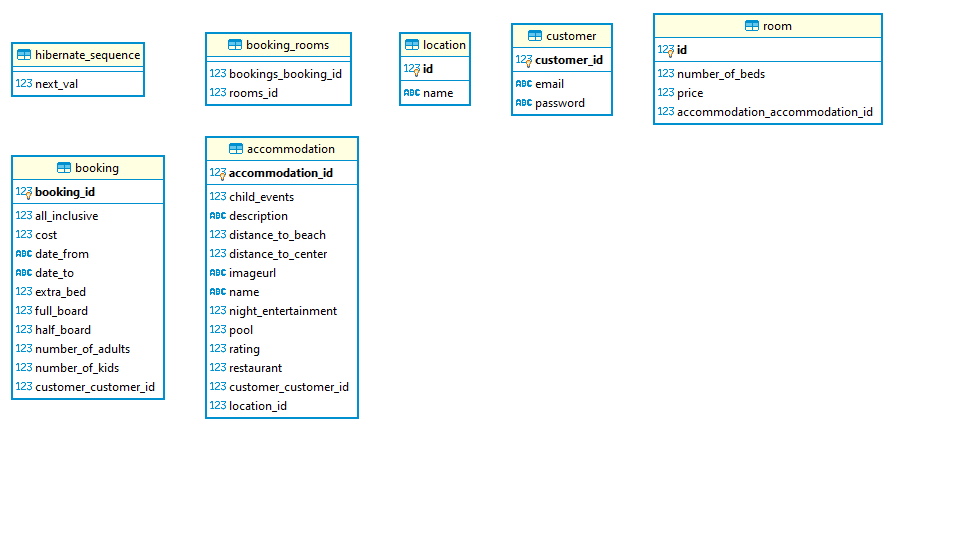 hibernate_sequence
123 next_val
booking_rooms
123 bookings_booking_id
123 rooms_id
location
123 id
ABC name
customer
123 customer_id
ABC email
ABC password
room
123 id
123 number_of_beds
123 price
123 accommodation_accommodation_id
booking
123 booking_id
123 all_inclusive
123 cost
ABC date_from
ABC date_to
123 extra_bed
123 full_board
123 half_board
123 number_of_adults
123 number_of_kids
123 customer_customer_id
accommodation
123 accommodation_id
123 child_events
ABC description
123 distance_to_beach
123 distance_to_center
ABC imageurl
ABC name
123 night_entertainment
123 pool
123 rating
123 restaurant
123 customer_customer_id
123 location_id